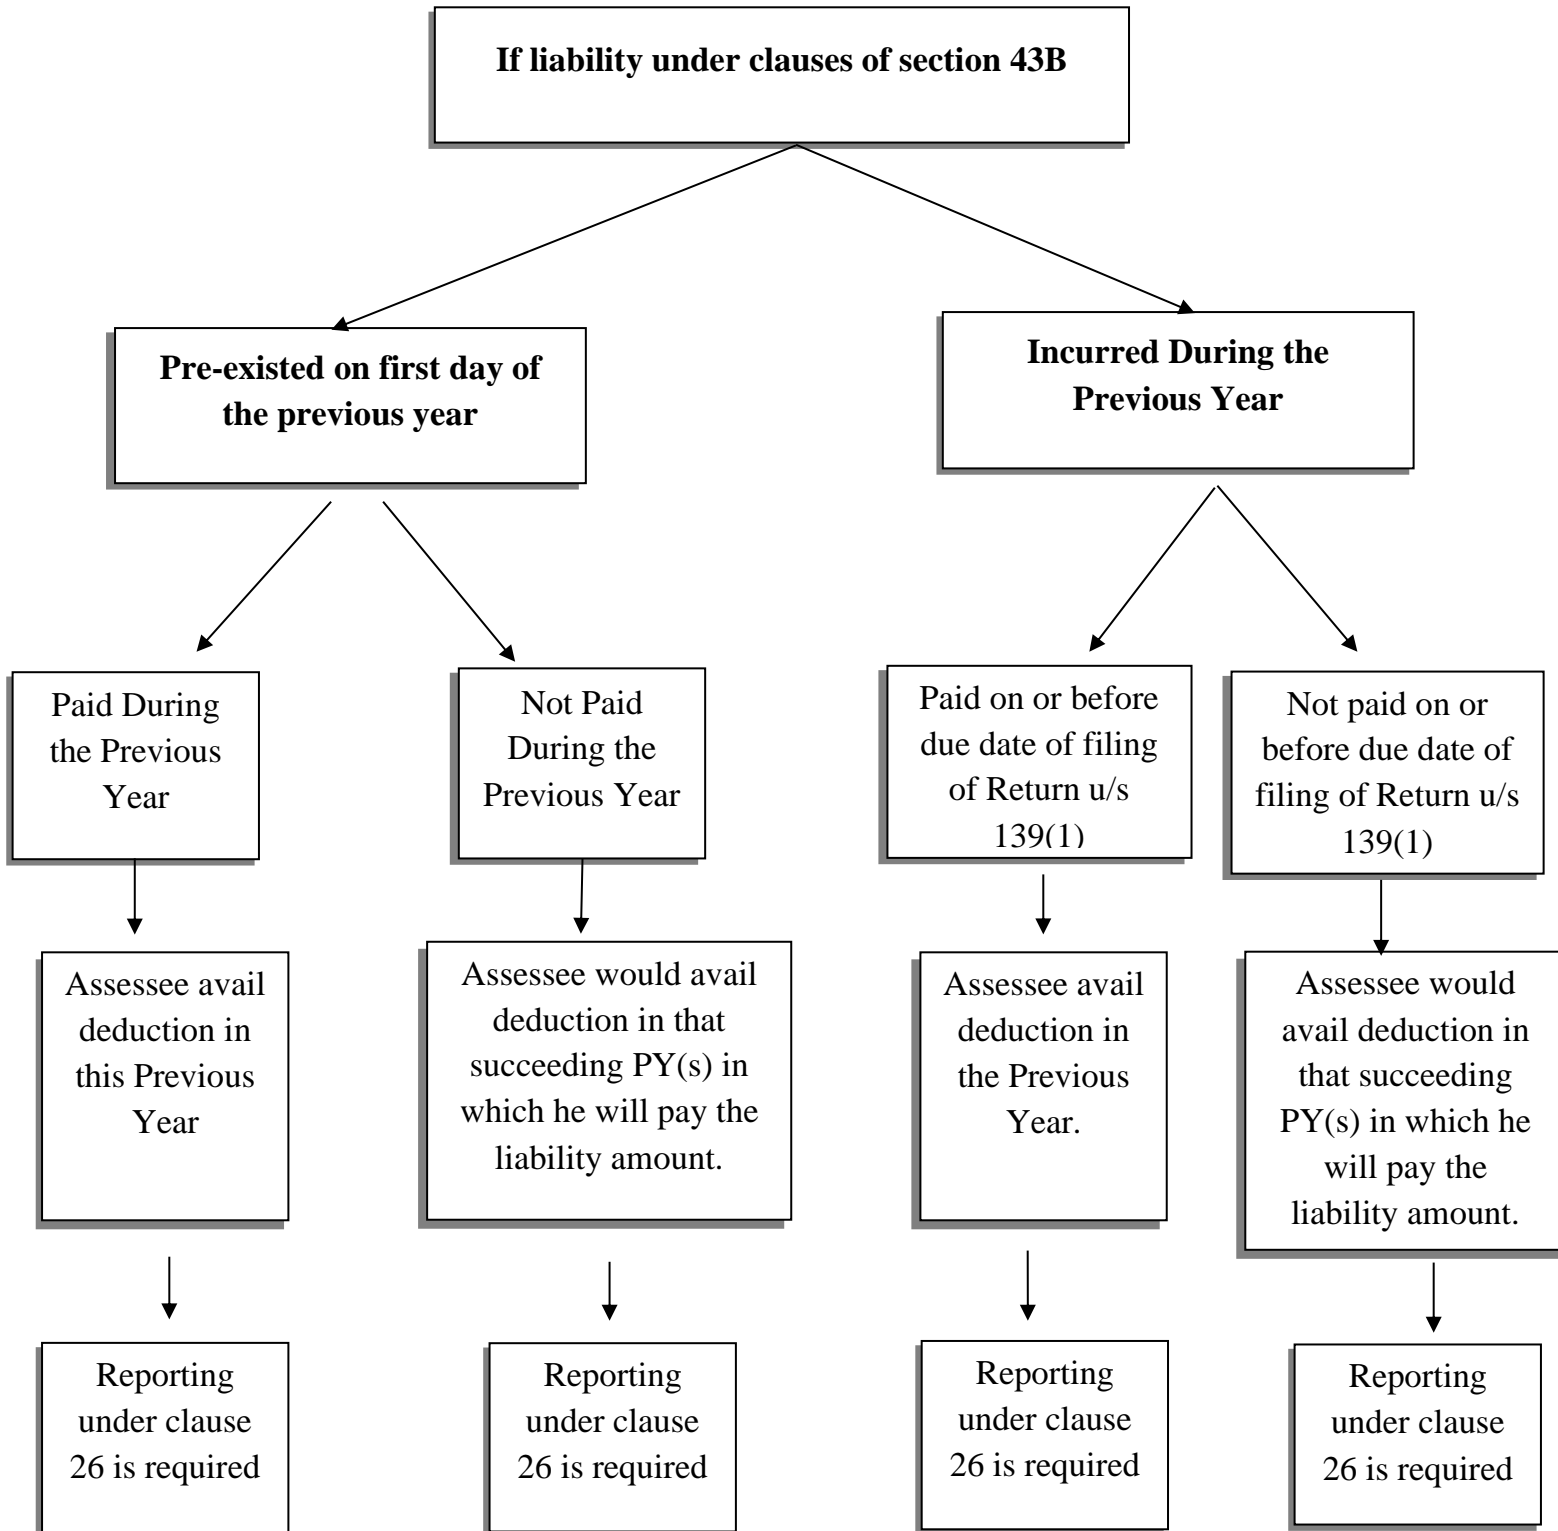 If liability under clauses of section 43B
Pre-existed on first day of
the previous year
Incurred During the
Previous Year
Paid During
the Previous
Year
Not Paid
During the
Previous Year
Paid on or before
due date of filing
of Return u/s
139(1)
Not paid on or
before due date of
filing of Return u/s
139(1)
Assessee avail
deduction in
this Previous
Year
Assessee would avail
deduction in that
succeeding PY(s) in
which he will pay the
liability amount.
Assessee avail
deduction in
the Previous
Year.
Assessee would
avail deduction in
that succeeding
PY(s) in which he
will pay the
liability amount.
Reporting
under clause
26 is required
Reporting
under clause
26 is required
Reporting
under clause
26 is required
Reporting
under clause
26 is required